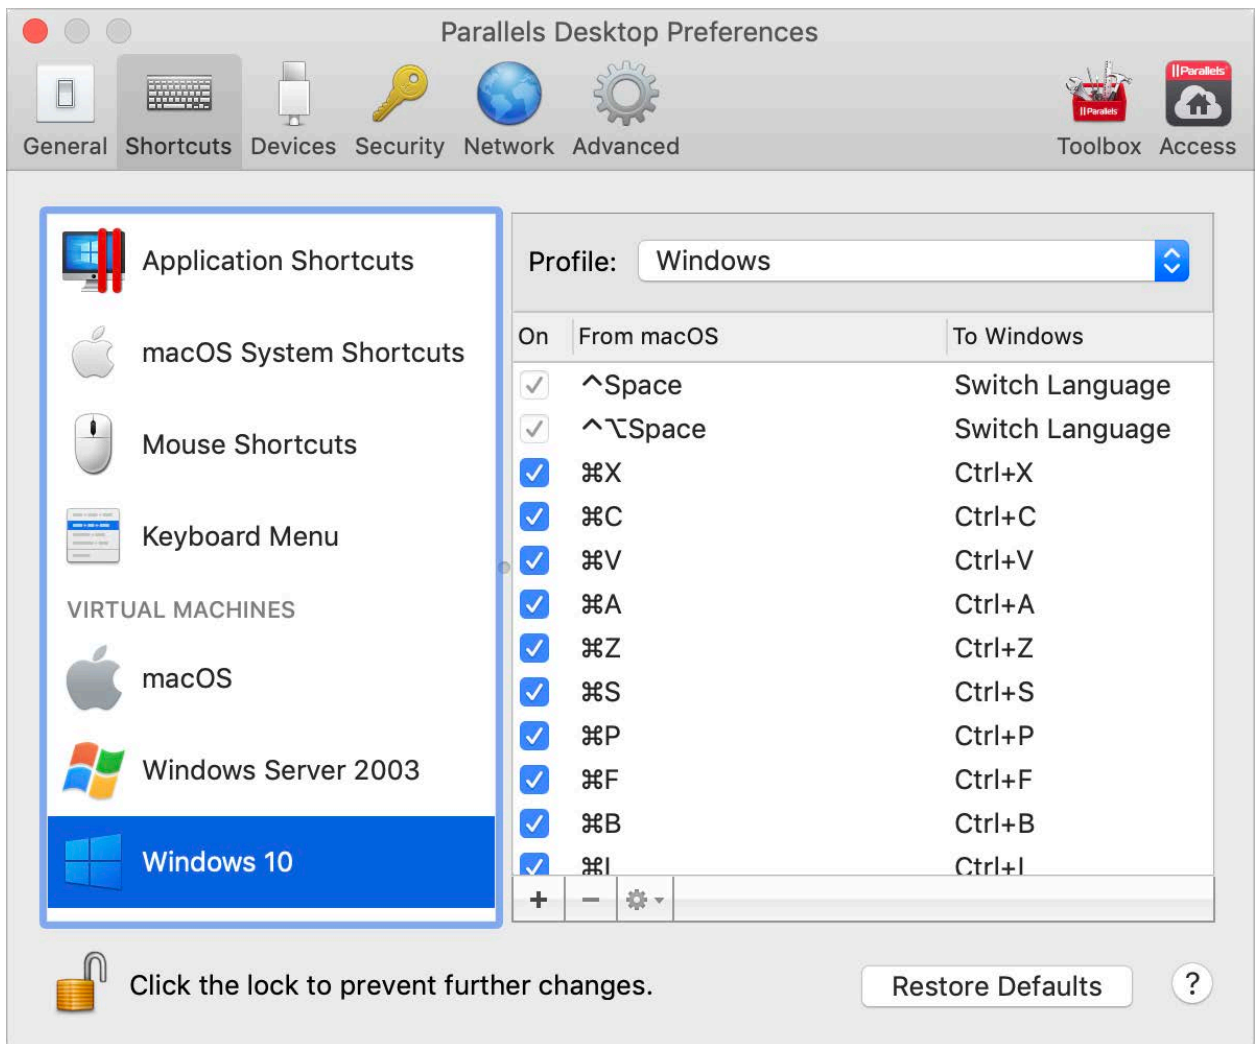 Parallels Desktop Preferences
|| Parallels®
|| Parallels
General Shortcuts Devices Security Network Advanced Toolbox Access
Application Shortcuts
macOS System Shortcuts
Mouse Shortcuts
Keyboard Menu
VIRTUAL MACHINES
macOS
Windows Server 2003
Windows 10
Profile: Windows
On From macOS To Windows
^Space Switch Language
^⌥Space Switch Language
⌘X Ctrl+X
⌘C Ctrl+C
⌘V Ctrl+V
⌘A Ctrl+A
⌘Z Ctrl+Z
⌘S Ctrl+S
⌘P Ctrl+P
⌘F Ctrl+F
⌘B Ctrl+B
⌘I Ctrl+I
+ −
Click the lock to prevent further changes.
Restore Defaults ?